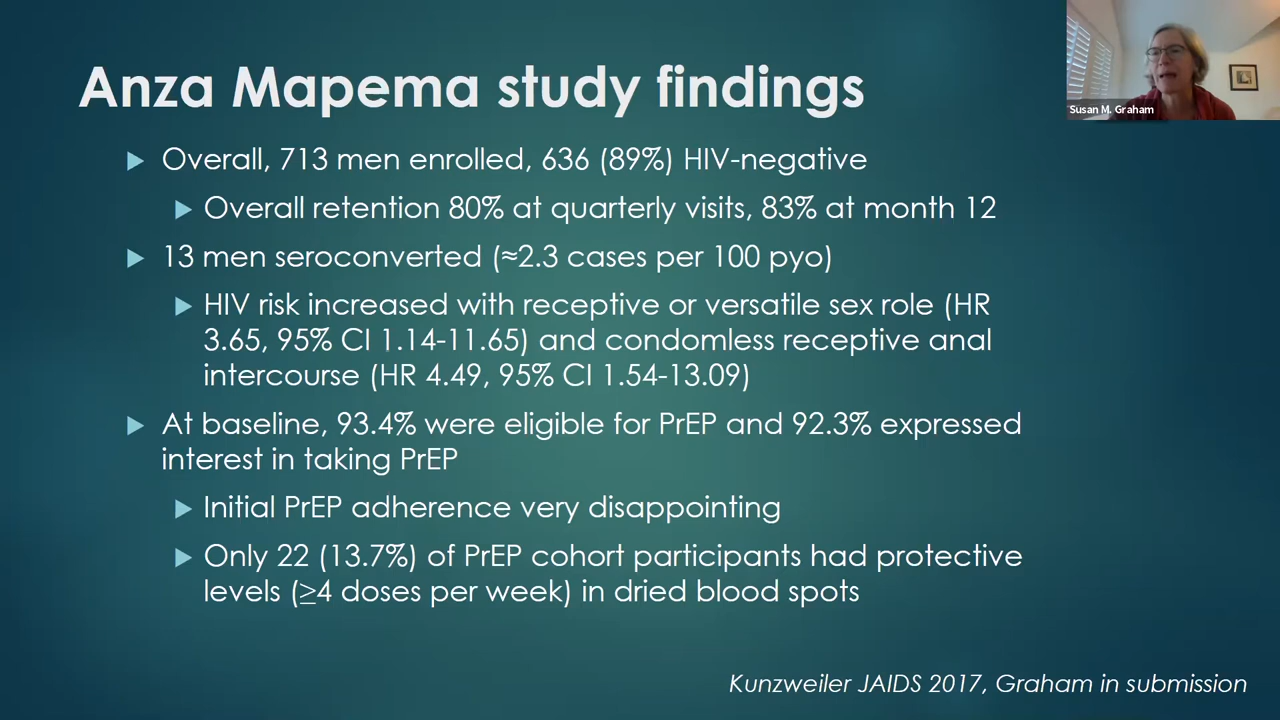 Anza Mapema study findings
Susan M. Graham
Overall, 713 men enrolled, 636 (89%) HIV-negative
Overall retention 80% at quarterly visits, 83% at month 12
13 men seroconverted (≈2.3 cases per 100 pyo)
HIV risk increased with receptive or versatile sex role (HR
3.65, 95% CI 1.14-11.65) and condomless receptive anal
intercourse (HR 4.49, 95% CI 1.54-13.09)
At baseline, 93.4% were eligible for PrEP and 92.3% expressed
interest in taking PrEP
Initial PrEP adherence very disappointing
Only 22 (13.7%) of PrEP cohort participants had protective
levels (≥4 doses per week) in dried blood spots
Kunzweiler JAIDS 2017, Graham in submission